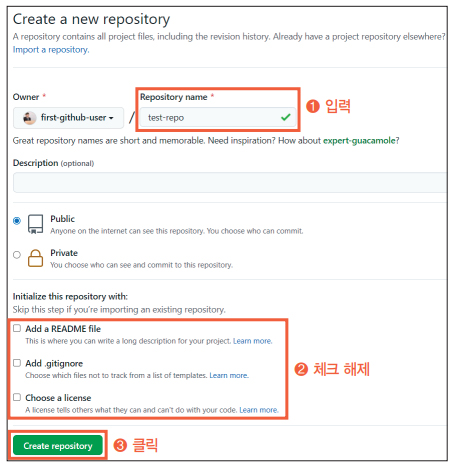 Create a new repository
A repository contains all project files, including the revision history. Already have a project repository elsewhere?
Import a repository.
Owner *
Repository name *
❶ 입력
first-github-user
/
test-repo
Great repository names are short and memorable. Need inspiration? How about expert-guacamole?
Description (optional)
Public
Anyone on the internet can see this repository. You choose who can commit.
Private
You choose who can see and commit to this repository.
Initialize this repository with:
Skip this step if you're importing an existing repository.
Add a README file
This is where you can write a long description for your project. Learn more.
Add .gitignore
Choose which files not to track from a list of templates. Learn more.
❷ 체크 해제
Choose a license
A license tells others what they can and can't do with your code. Learn more.
Create repository
❸ 클릭